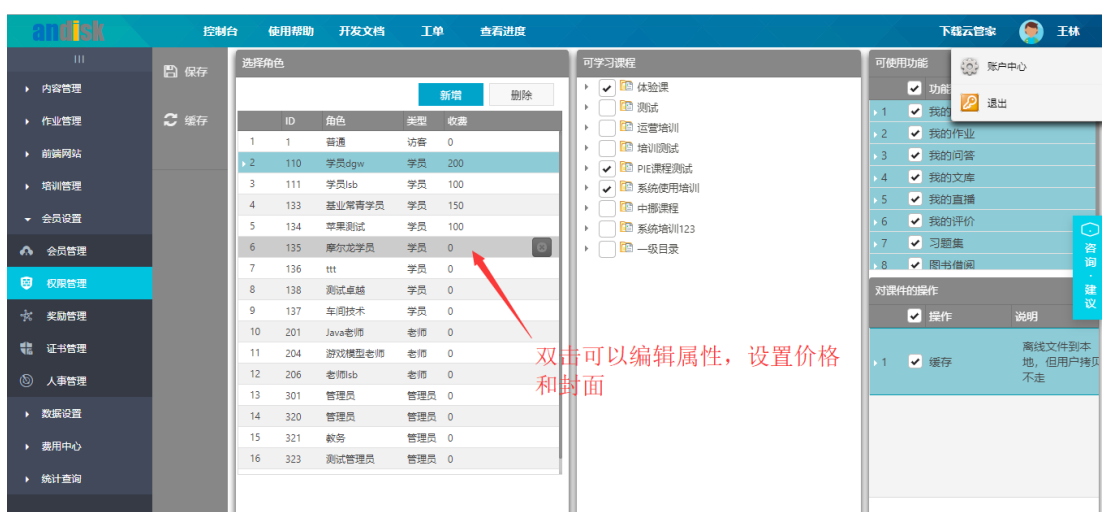 andisk
控制台 使用帮助 开发文档 工单 查看进度 下载云管家 王林
内容管理
作业管理
前端网站
培训管理
会员设置
会员管理
权限管理
奖励管理
证书管理
人事管理
数据设置
费用中心
统计查询
保存
缓存
选择角色
新增 删除
ID 角色 类型 收费
1 1 普通 访客 0
2 110 学员dgw 学员 200
3 111 学员lsb 学员 100
4 133 基业常青学员 学员 150
5 134 苹果测试 学员 100
6 135 摩尔龙学员 学员 0
7 136 ttt 学员 0
8 138 测试卓越 学员 0
9 137 车间技术 学员 0
10 201 Java老师 老师 0
11 204 游戏模型老师 老师 0
12 206 老师lsb 老师 0
13 301 管理员 管理员 0
14 320 管理员 管理员 0
15 321 教务 管理员 0
16 323 测试管理员 管理员 0
双击可以编辑属性，设置价格
和封面
可学习课程
体验课
测试
运营培训
培训测试
PIE课程测试
系统使用培训
中挪课程
系统培训123
一级目录
可使用功能
账户中心
退出
功能
1 我的
2 我的作业
3 我的问答
4 我的文库
5 我的直播
6 我的评价
7 习题集
8 图书借阅
对课件的操作
操作 说明
1 缓存
离线文件到本
地，但用户拷贝
不走
咨询·建议